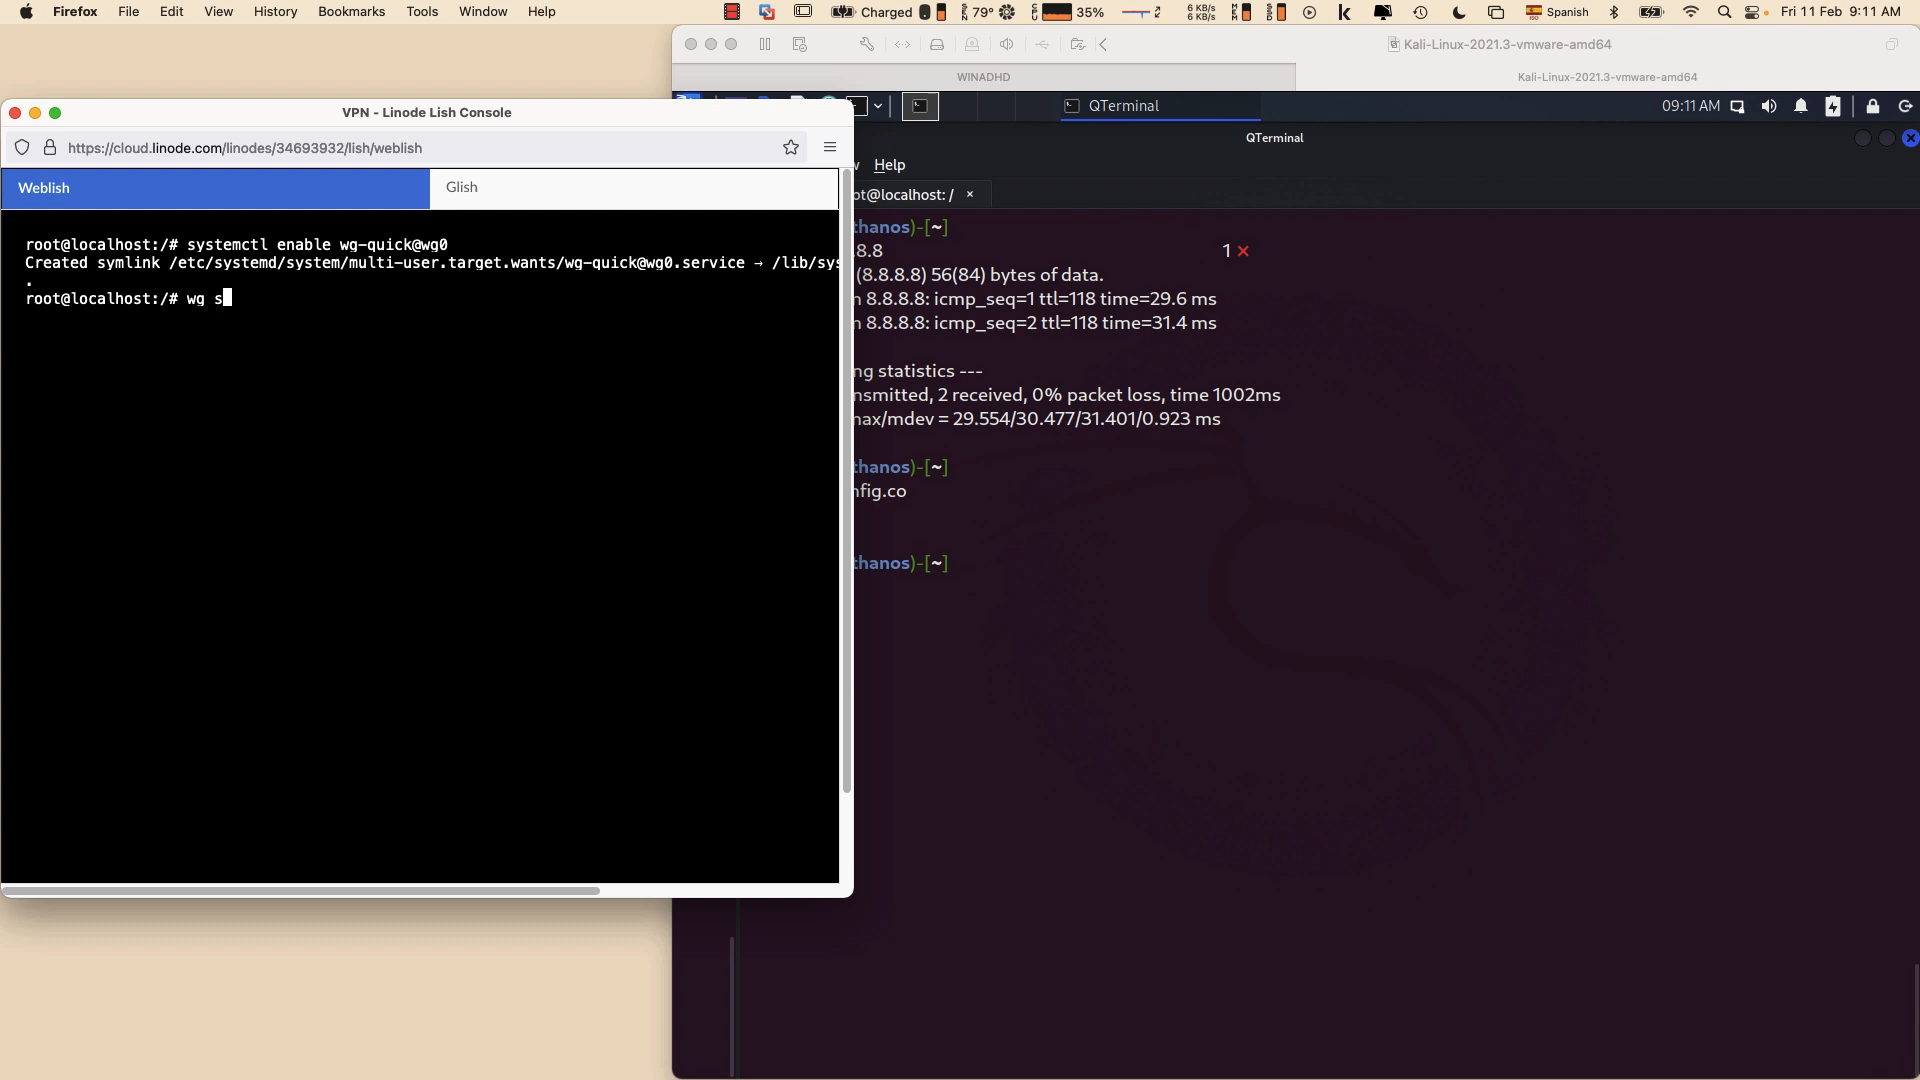 Firefox File Edit View History Bookmarks Tools Window Help
Charged 79° 35% 6 KB/s 6 KB/s Spanish Fri 11 Feb 9:11 AM
Kali-Linux-2021.3-vmware-amd64
WINADHD Kali-Linux-2021.3-vmware-amd64
QTerminal 09:11 AM
QTerminal
w Help
ot@localhost: / ×
VPN - Linode Lish Console
https://cloud.linode.com/linodes/34693932/lish/weblish
Weblish Glish
root@localhost:/# systemctl enable wg-quick@wg0
Created symlink /etc/systemd/system/multi-user.target.wants/wg-quick@wg0.service → /lib/sys
.
root@localhost:/# wg s
thanos)-[~]
.8.8 1 ×
(8.8.8.8) 56(84) bytes of data.
n 8.8.8.8: icmp_seq=1 ttl=118 time=29.6 ms
n 8.8.8.8: icmp_seq=2 ttl=118 time=31.4 ms
ng statistics ---
nsmitted, 2 received, 0% packet loss, time 1002ms
max/mdev = 29.554/30.477/31.401/0.923 ms
thanos)-[~]
nfig.co
thanos)-[~]